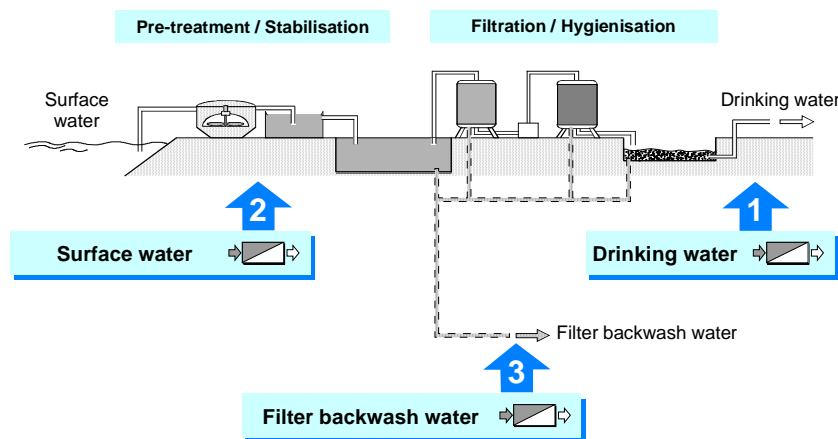 Pre-treatment / Stabilisation
Filtration / Hygienisation
Surface
water
Drinking water
2
1
Surface water
Drinking water
Filter backwash water
3
Filter backwash water